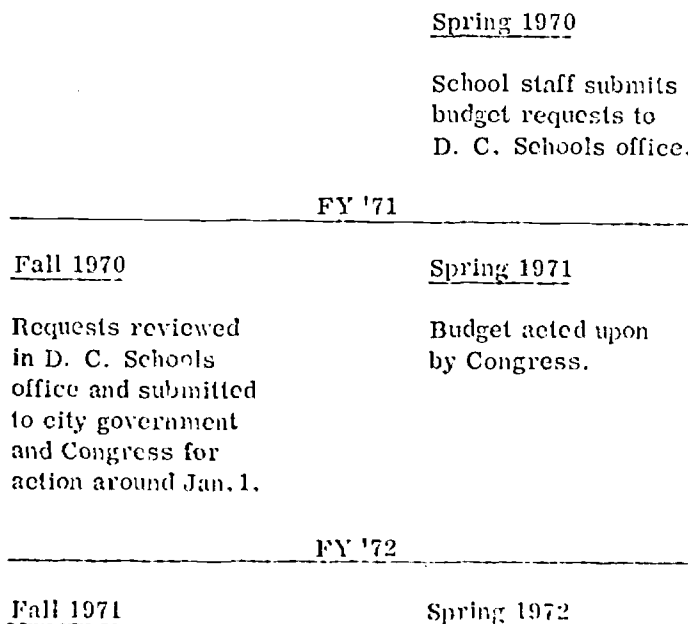 Spring 1970
School staff submits
budget requests to
D. C. Schools office.
FY '71
Fall 1970
Requests reviewed
in D. C. Schools
office and submitted
to city government
and Congress for
action around Jan. 1.
Spring 1971
Budget acted upon
by Congress.
FY '72
Fall 1971
Spring 1972